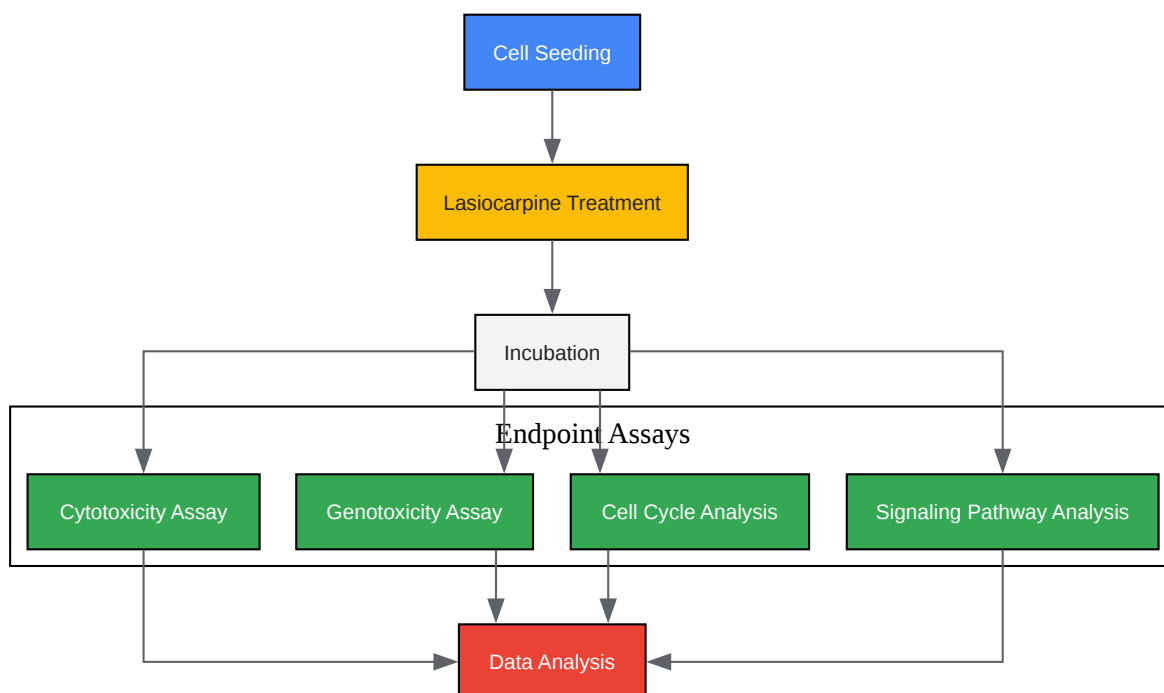 Cell Seeding
Lasiocarpine Treatment
Incubation
Endpoint Assays
Cytotoxicity Assay
Genotoxicity Assay
Cell Cycle Analysis
Signaling Pathway Analysis
Data Analysis